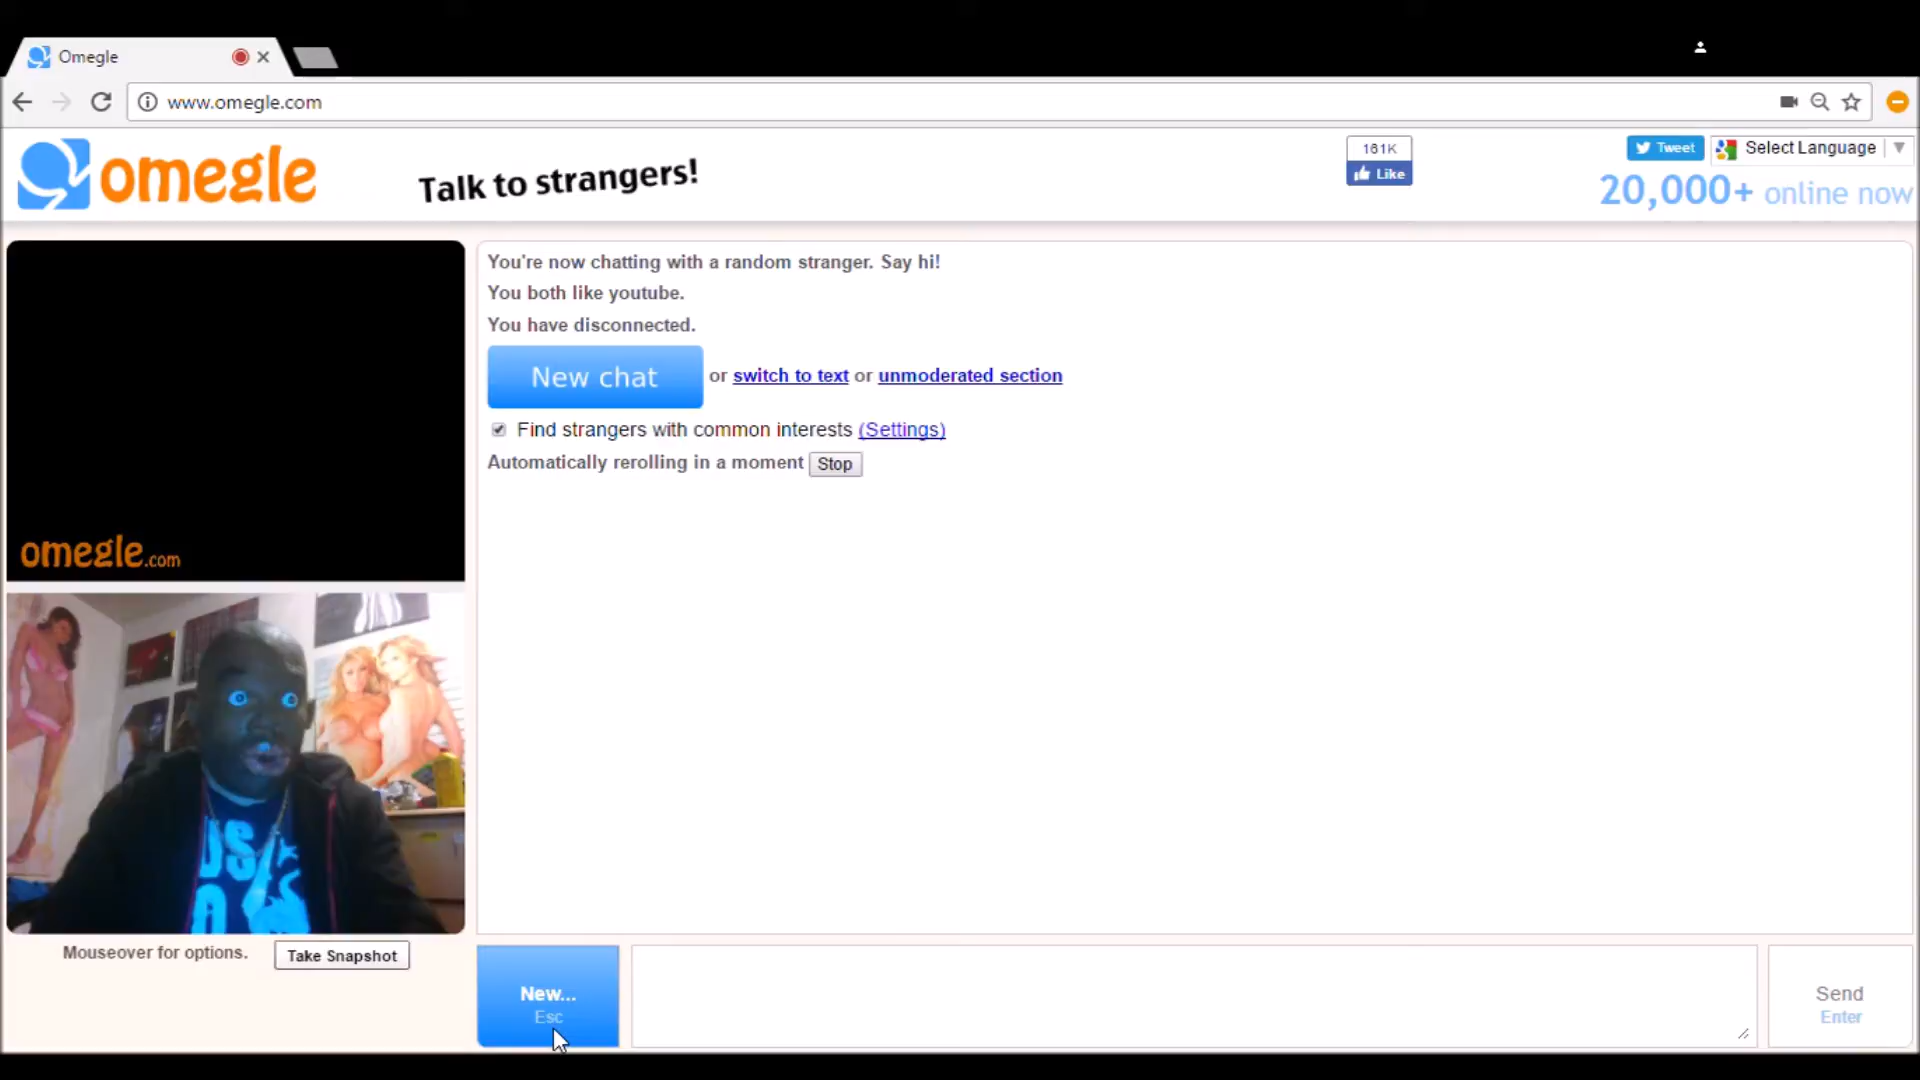 Omegle
www.omegle.com
omegle
Talk to strangers!
161K
Like
Tweet
Select Language
20,000+ online now
You're now chatting with a random stranger. Say hi!
You both like youtube.
You have disconnected.
New chat or switch to text or unmoderated section
Find strangers with common interests (Settings)
Automatically rerolling in a moment Stop
omegle.com
Mouseover for options. Take Snapshot
New...
Esc
Send
Enter